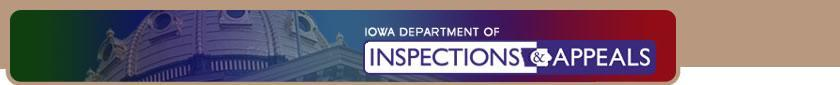 IOWA DEPARTMENT OF
INSPECTIONS & APPEALS